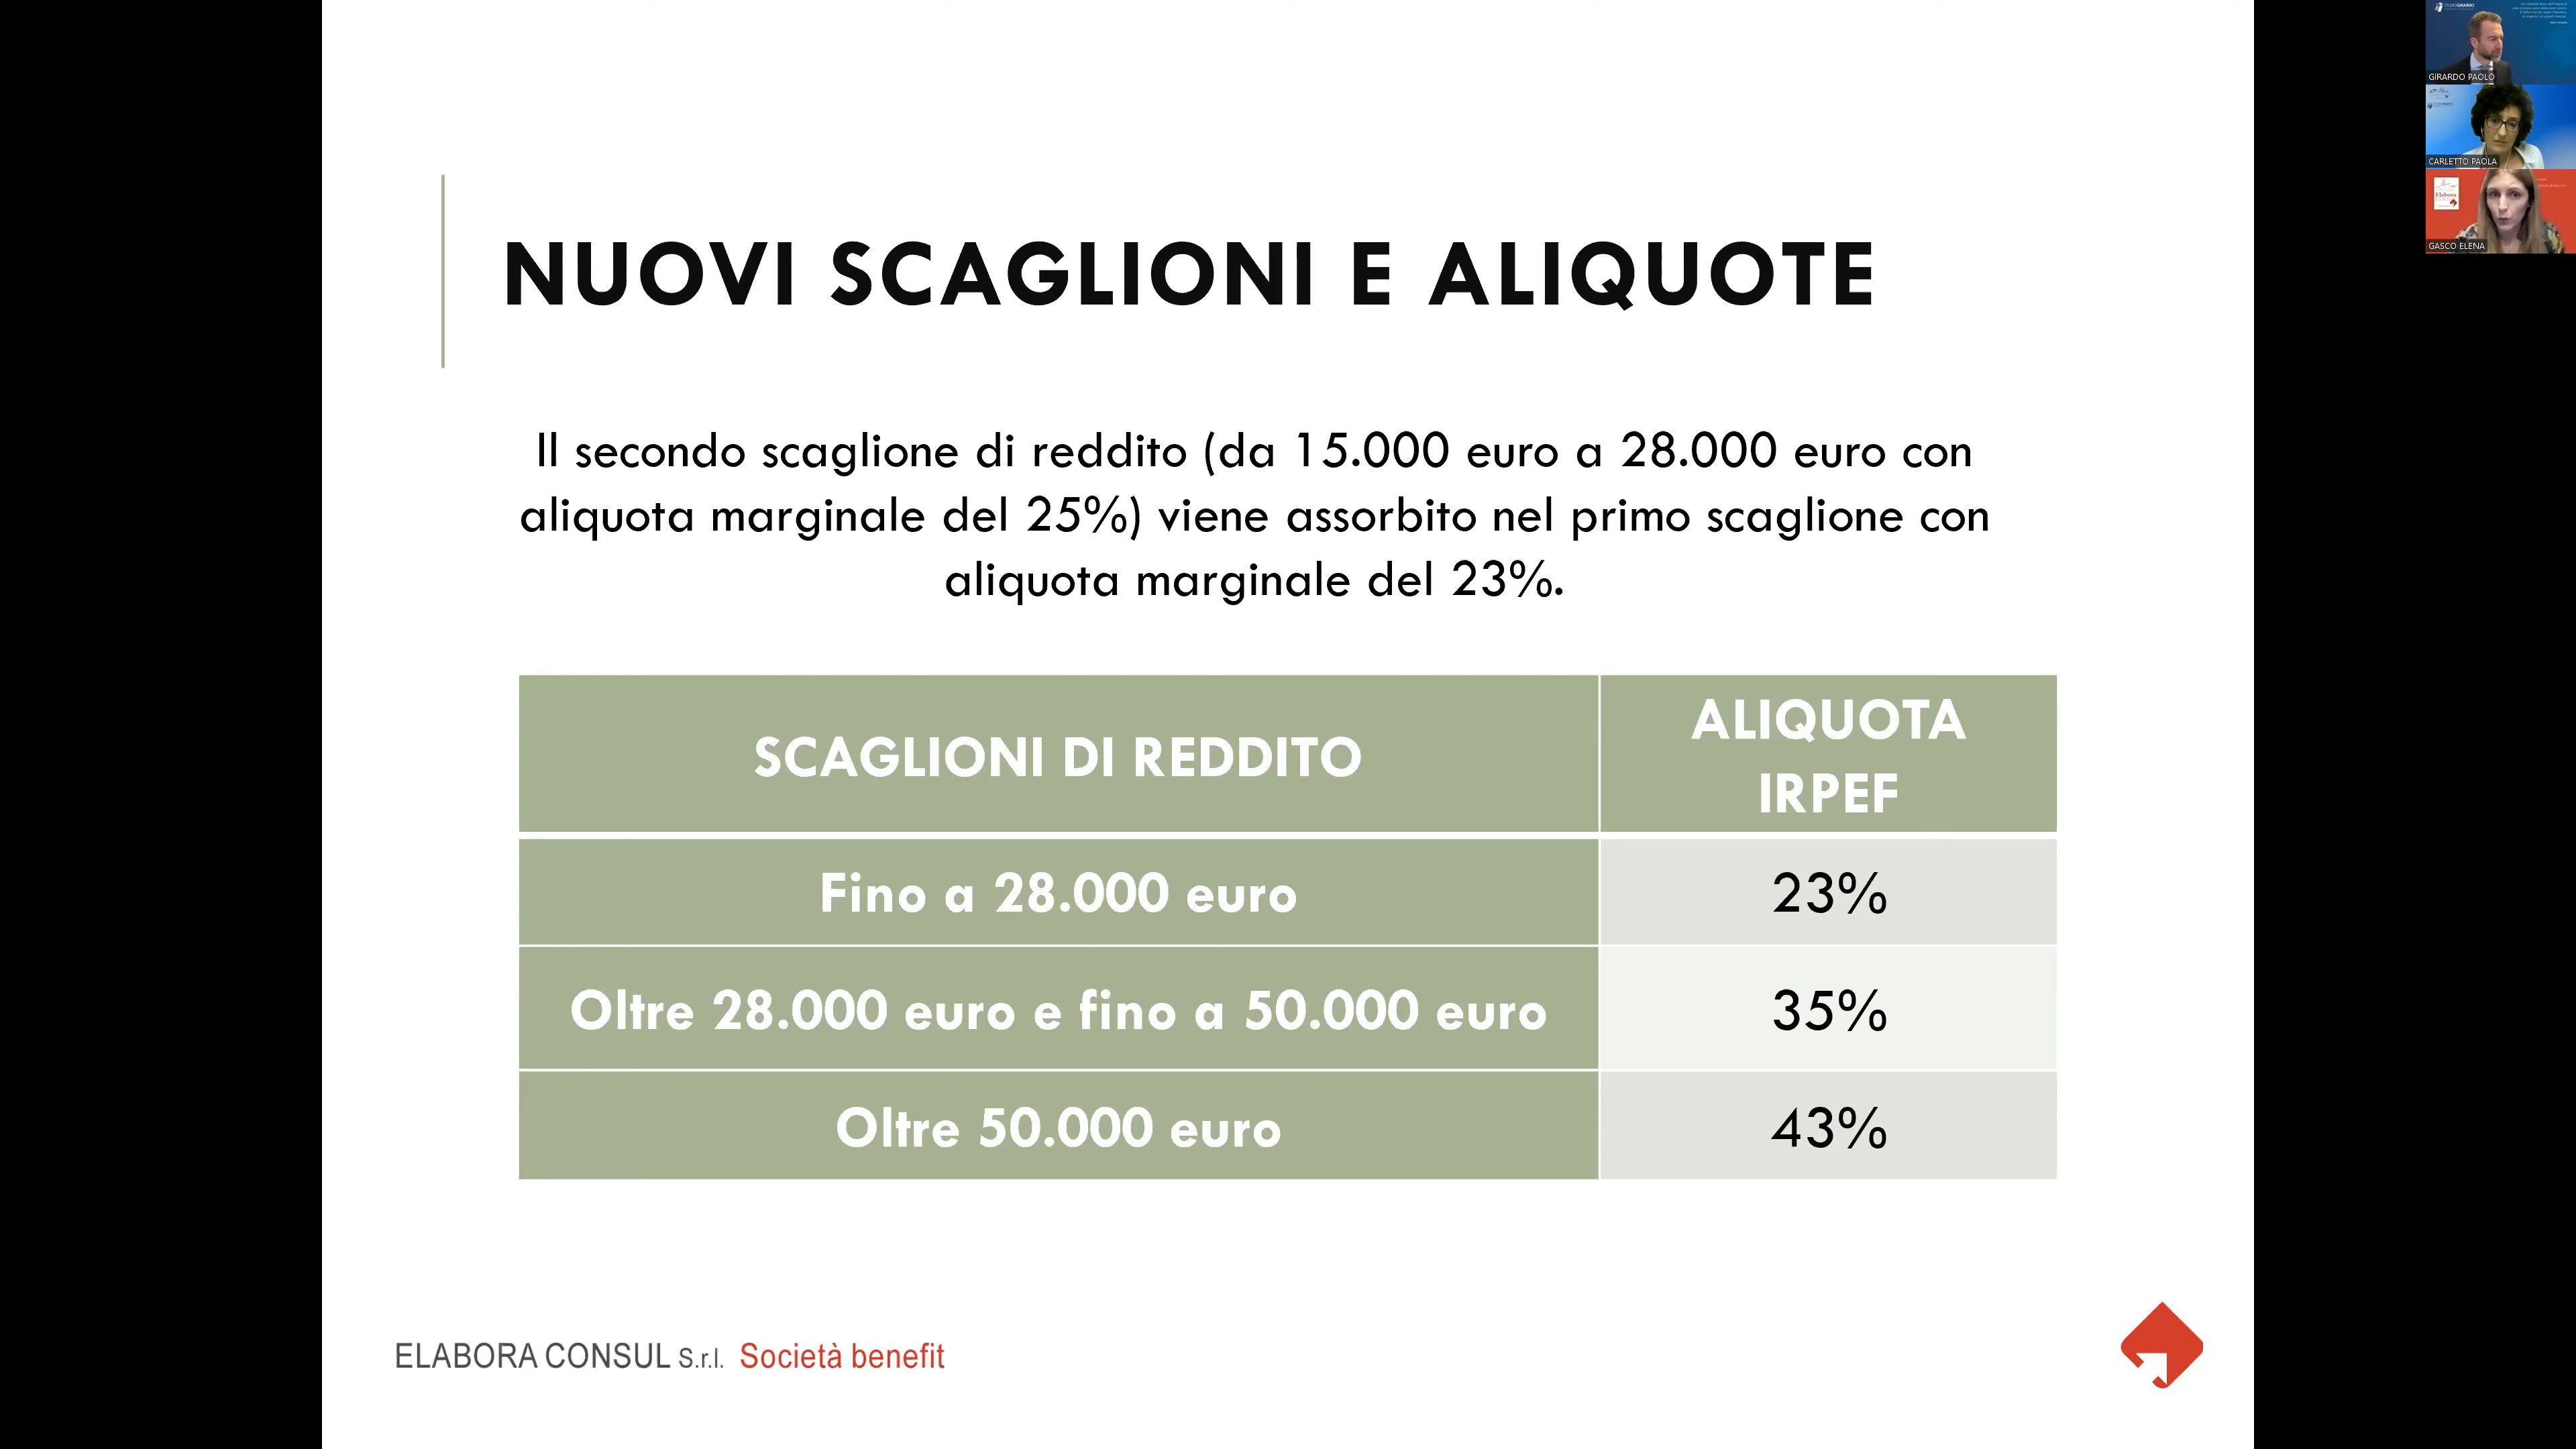 NUOVI SCAGLIONI E ALIQUOTE
Il secondo scaglione di reddito (da 15.000 euro a 28.000 euro con
aliquota marginale del 25%) viene assorbito nel primo scaglione con
aliquota marginale del 23%.
SCAGLIONI DI REDDITO
ALIQUOTA
IRPEF
Fino a 28.000 euro
23%
Oltre 28.000 euro e fino a 50.000 euro
35%
Oltre 50.000 euro
43%
ELABORA CONSUL S.r.l. Società benefit
GIRARDO PAOLO
CARLETTO PAOLA
Elabora
GASCO ELENA